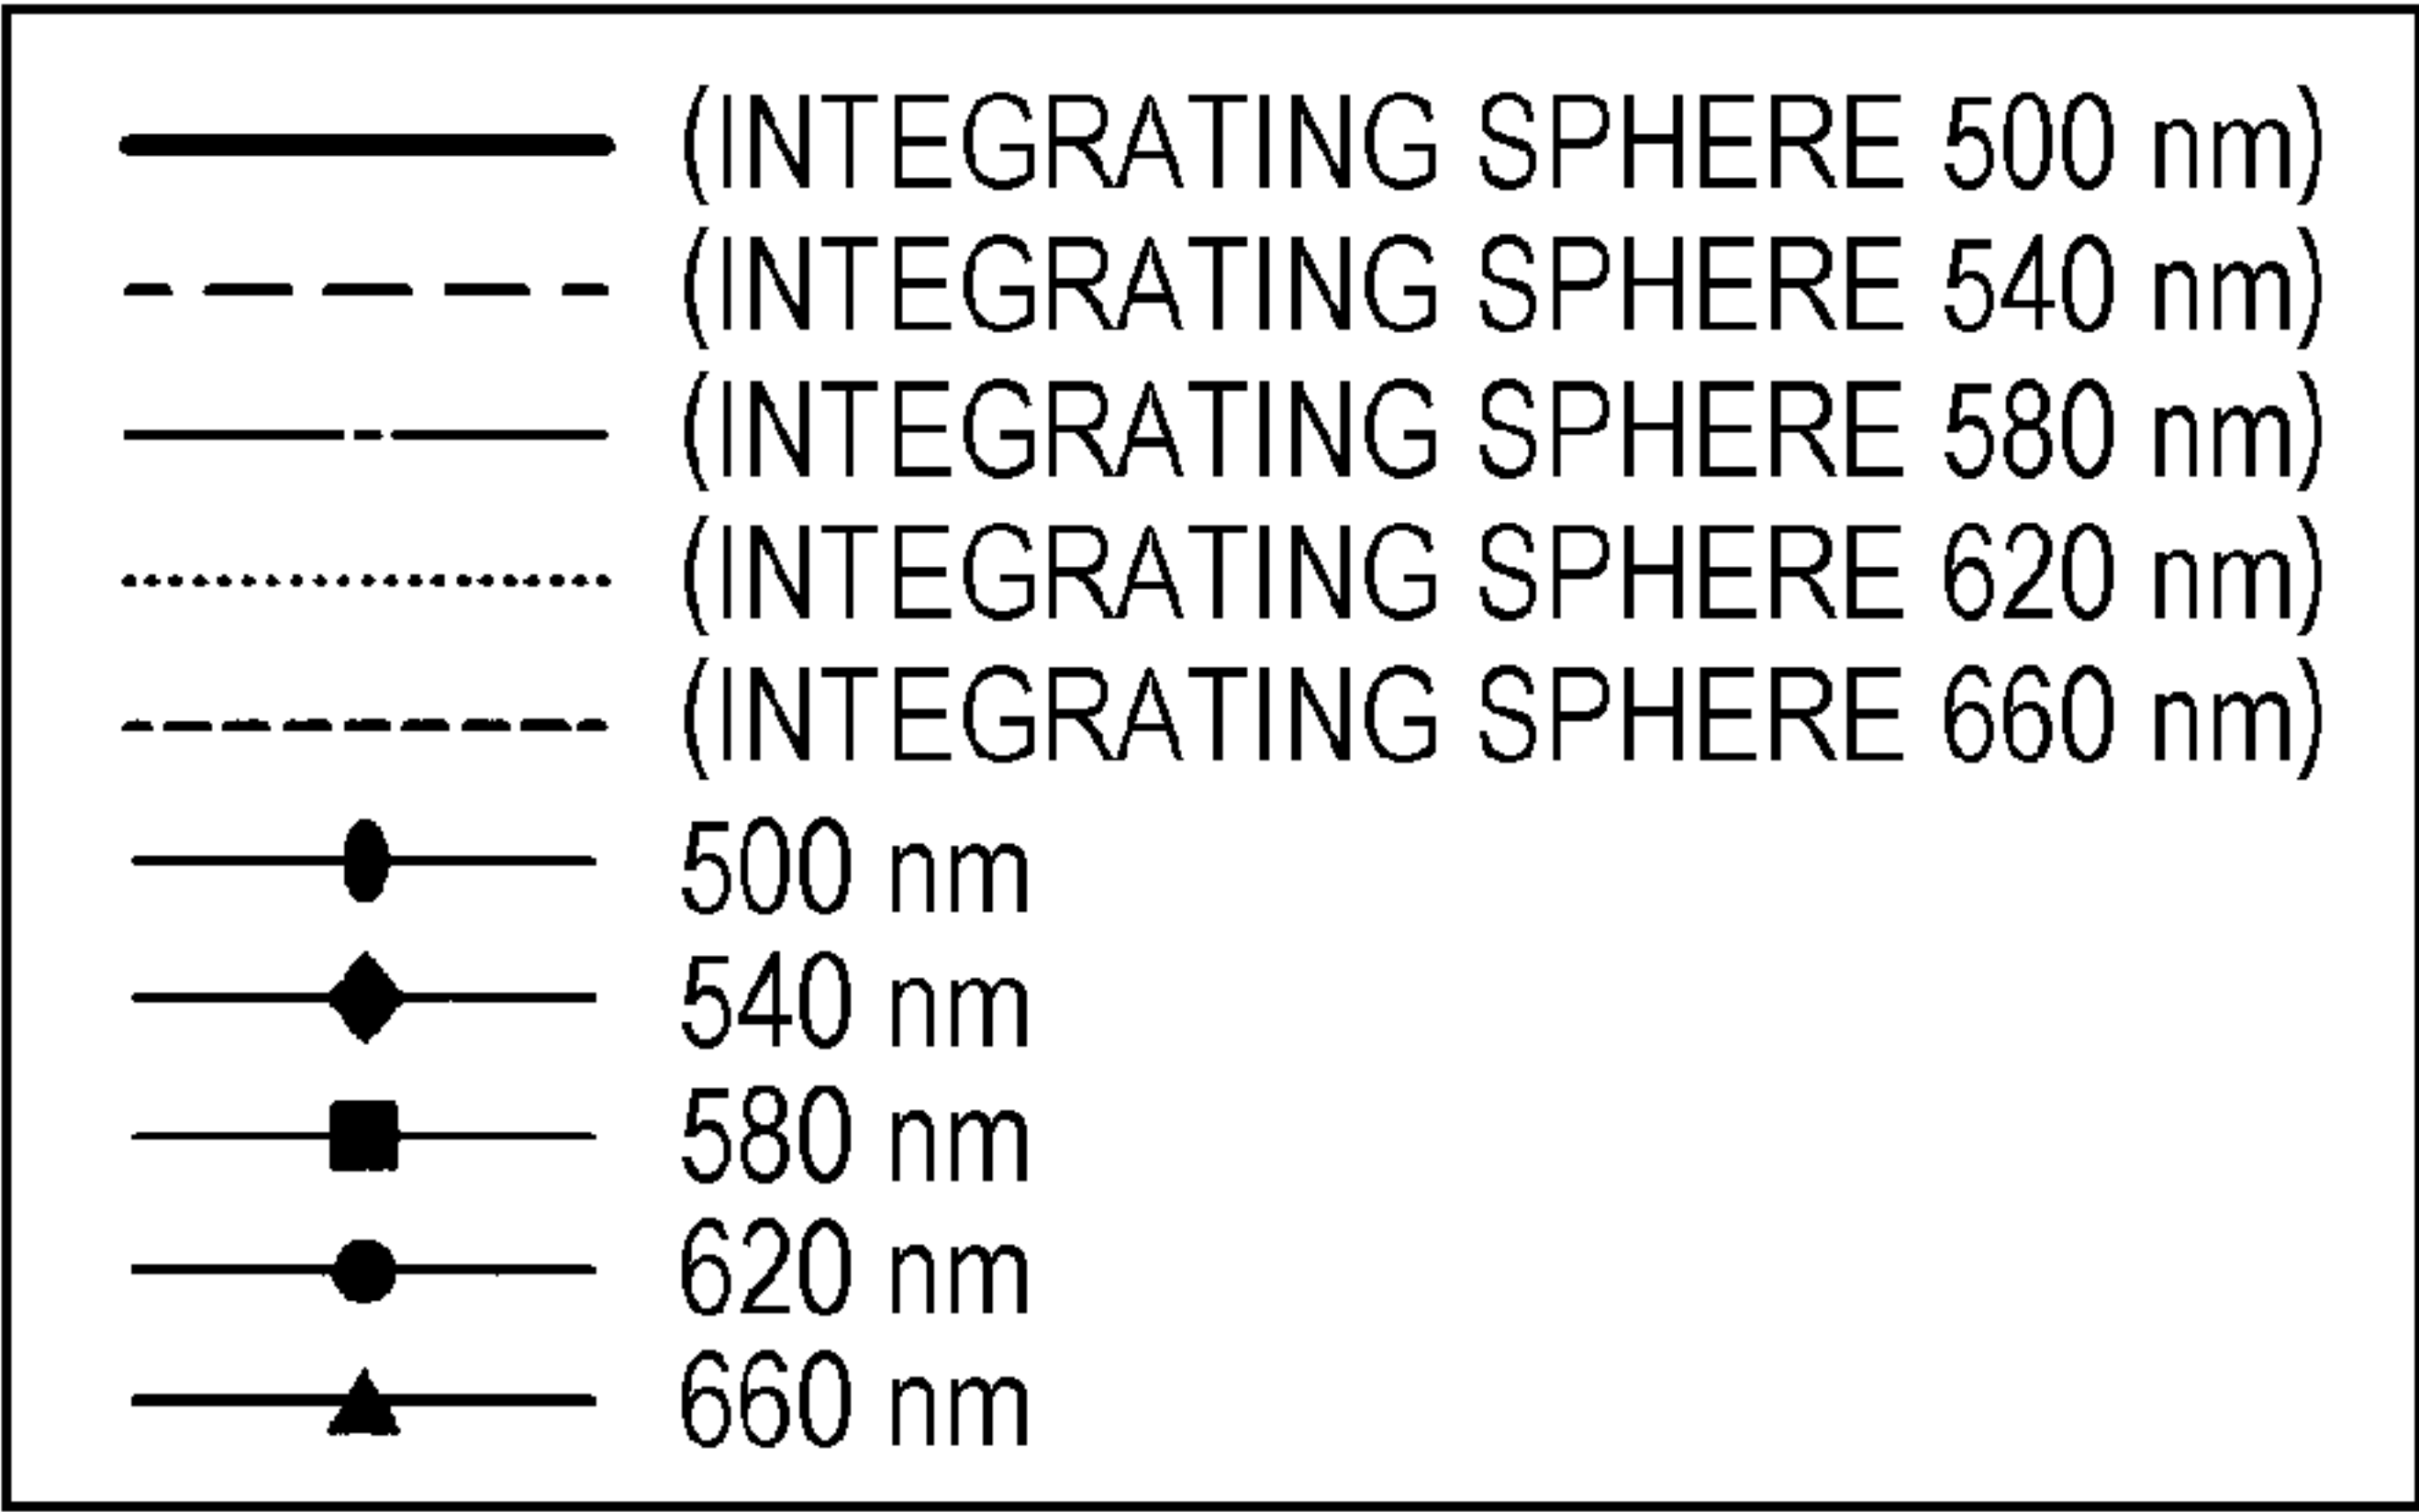 (INTEGRATING SPHERE 500 nm)
(INTEGRATING SPHERE 540 nm)
(INTEGRATING SPHERE 580 nm)
(INTEGRATING SPHERE 620 nm)
(INTEGRATING SPHERE 660 nm)
500 nm
540 nm
580 nm
620 nm
660 nm